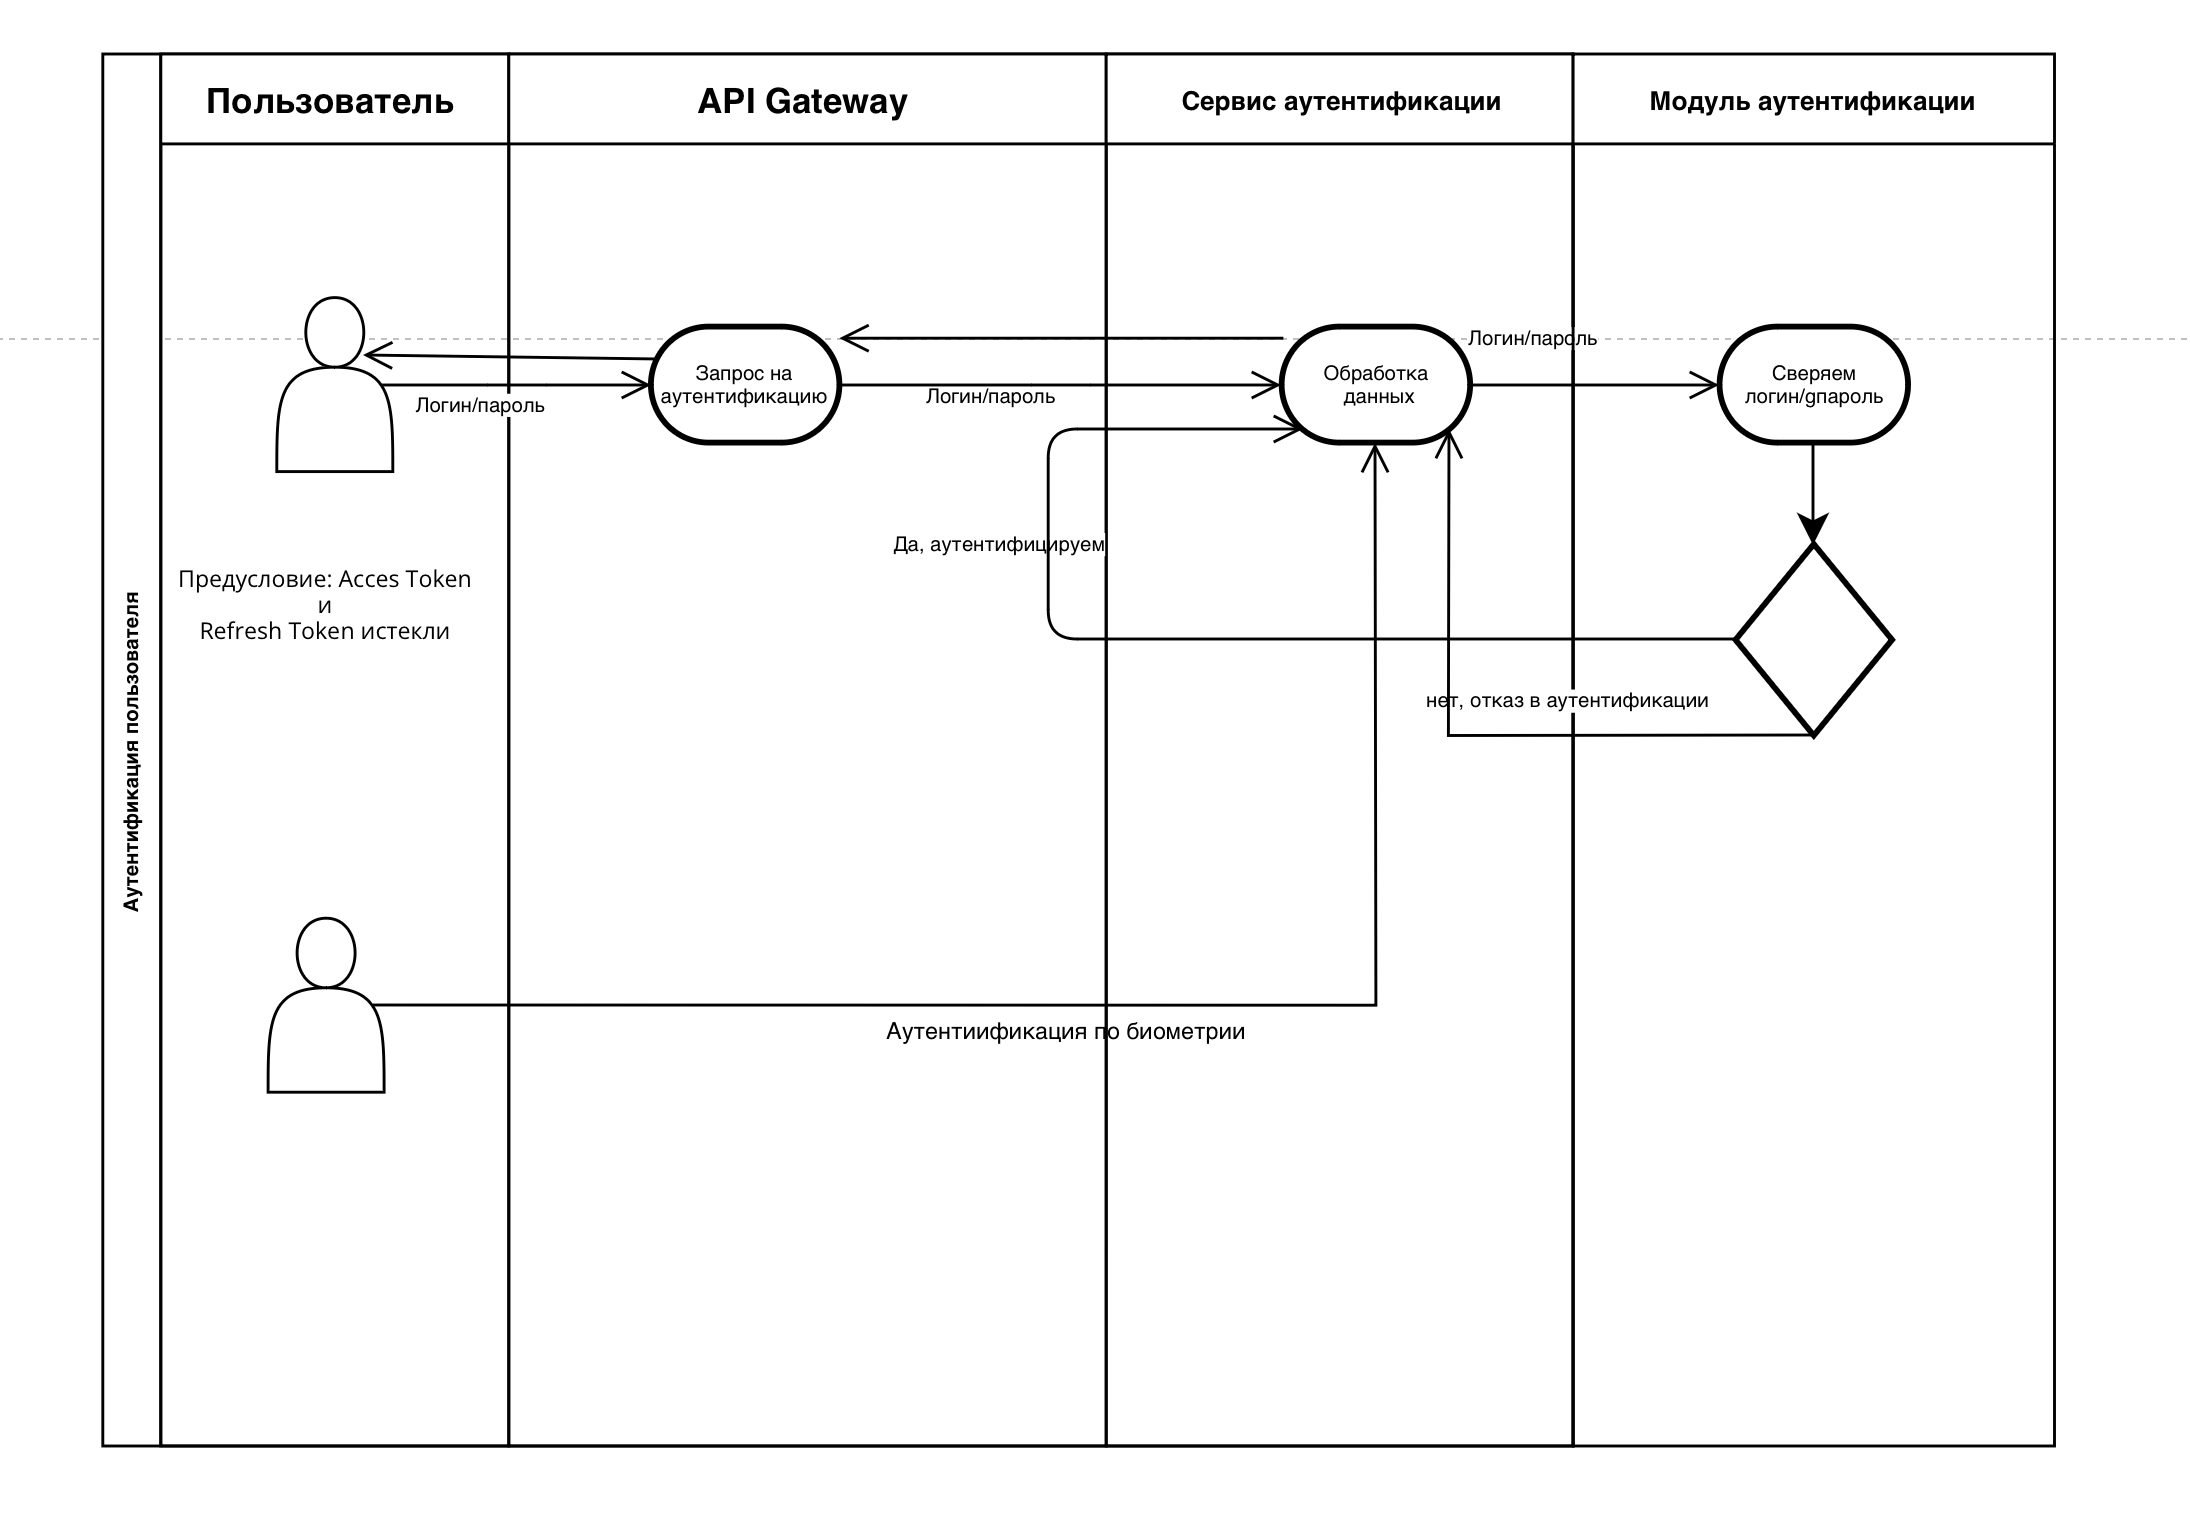 Пользователь
API Gateway
Сервис аутентификации
Модуль аутентификации
Аутентификация пользователя
Логин/пароль
Запрос на
аутентификацию
Логин/пароль
Обработка
данных
Логин/пароль
Сверяем
логин/gпароль
Да, аутентифицируем
Предусловие: Acces Token
и
Refresh Token истекли
нет, отказ в аутентификации
Аутентиификация по биометрии